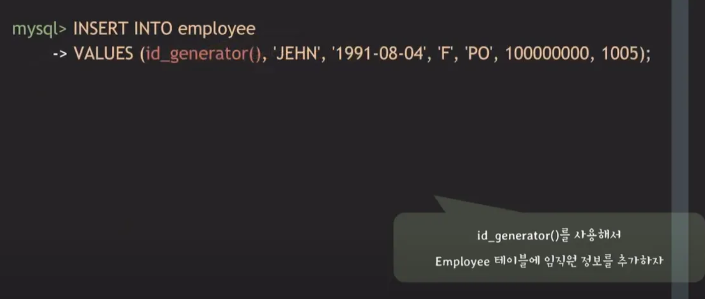 mysql> INSERT INTO employee
-> VALUES (id_generator(), 'JEHN', '1991-08-04', 'F', 'PO', 100000000, 1005);
id_generator()를 사용해서
Employee 테이블에 임직원 정보를 추가하자